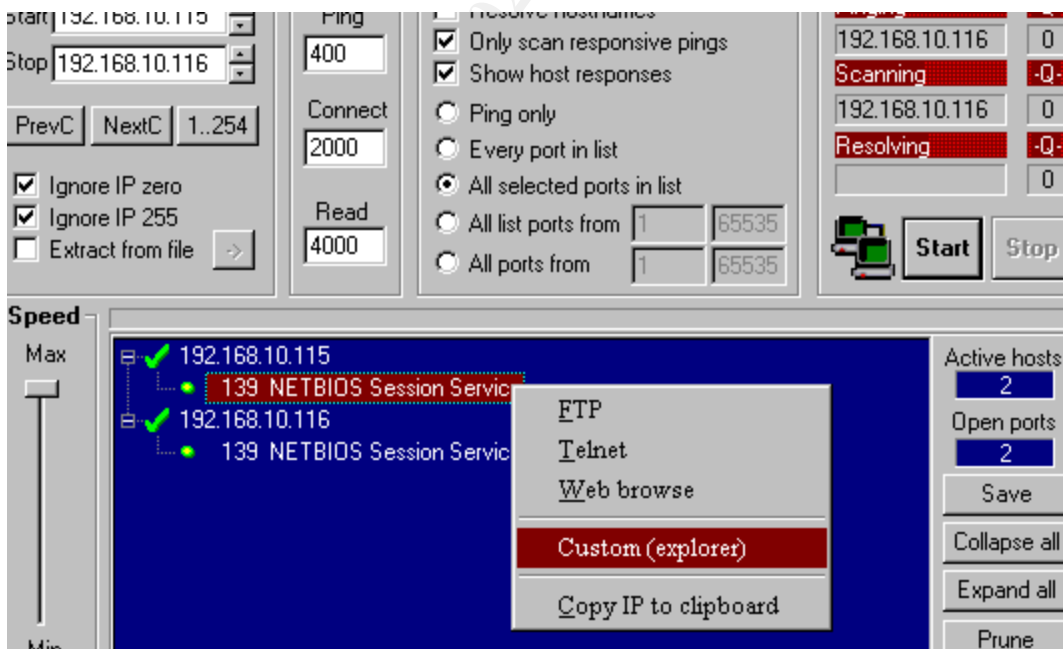 Start 192.168.10.115
Ping
Resolve hostnames
Pinging -Q-
Stop 192.168.10.116
400
Only scan responsive pings
192.168.10.116 0
Show host responses
Scanning -Q-
PrevC NextC 1..254
Connect
Ping only
192.168.10.116 0
2000
Every port in list
Resolving -Q-
Ignore IP zero
All selected ports in list
0
Ignore IP 255
Read
All list ports from 1 65535
Extract from file ->
4000
All ports from 1 65535
Start Stop
Speed
Max
192.168.10.115
139 NETBIOS Session Servic
192.168.10.116
139 NETBIOS Session Servic
FTP
Telnet
Web browse
Custom (explorer)
Copy IP to clipboard
Active hosts
2
Open ports
2
Save
Collapse all
Expand all
Prune
Min